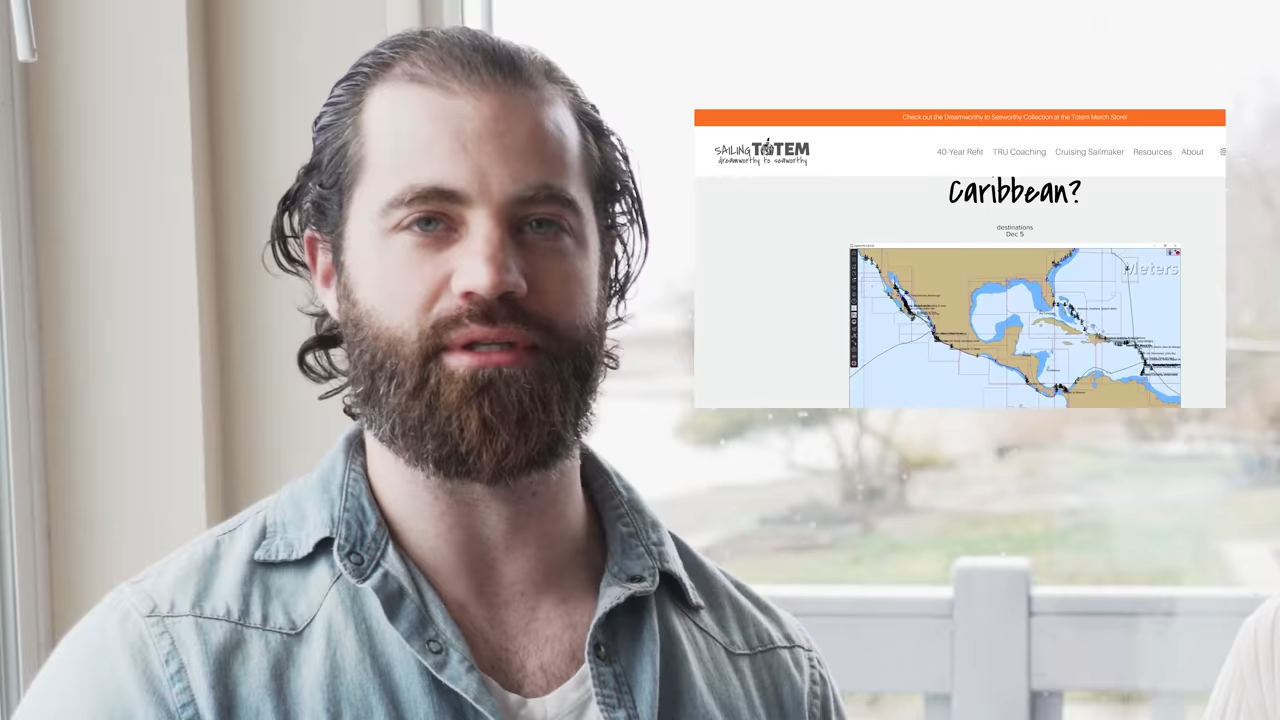 Check out the Dreamworthy to Seaworthy Collection at the Totem Merch Store!
SAILING TOTEM
dreamworthy to seaworthy
40-Year Refit TRU Coaching Cruising Sailmaker Resources About
Caribbean?
destinations
Dec 5
Meters